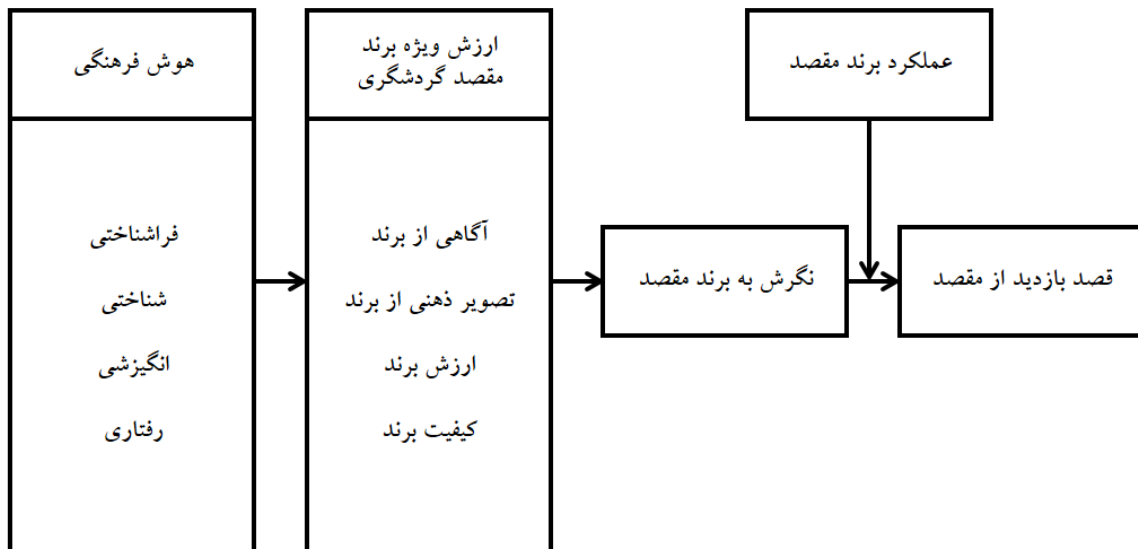 هوش فرهنگی
فراشناختی
شناختی
انگیزشی
رفتاری
ارزش ویژه برند
مقصد گردشگری
آگاهی از برند
تصویر ذهنی از برند
ارزش برند
کیفیت برند
عملکرد برند مقصد
نگرش به برند مقصد
قصد بازدید از مقصد